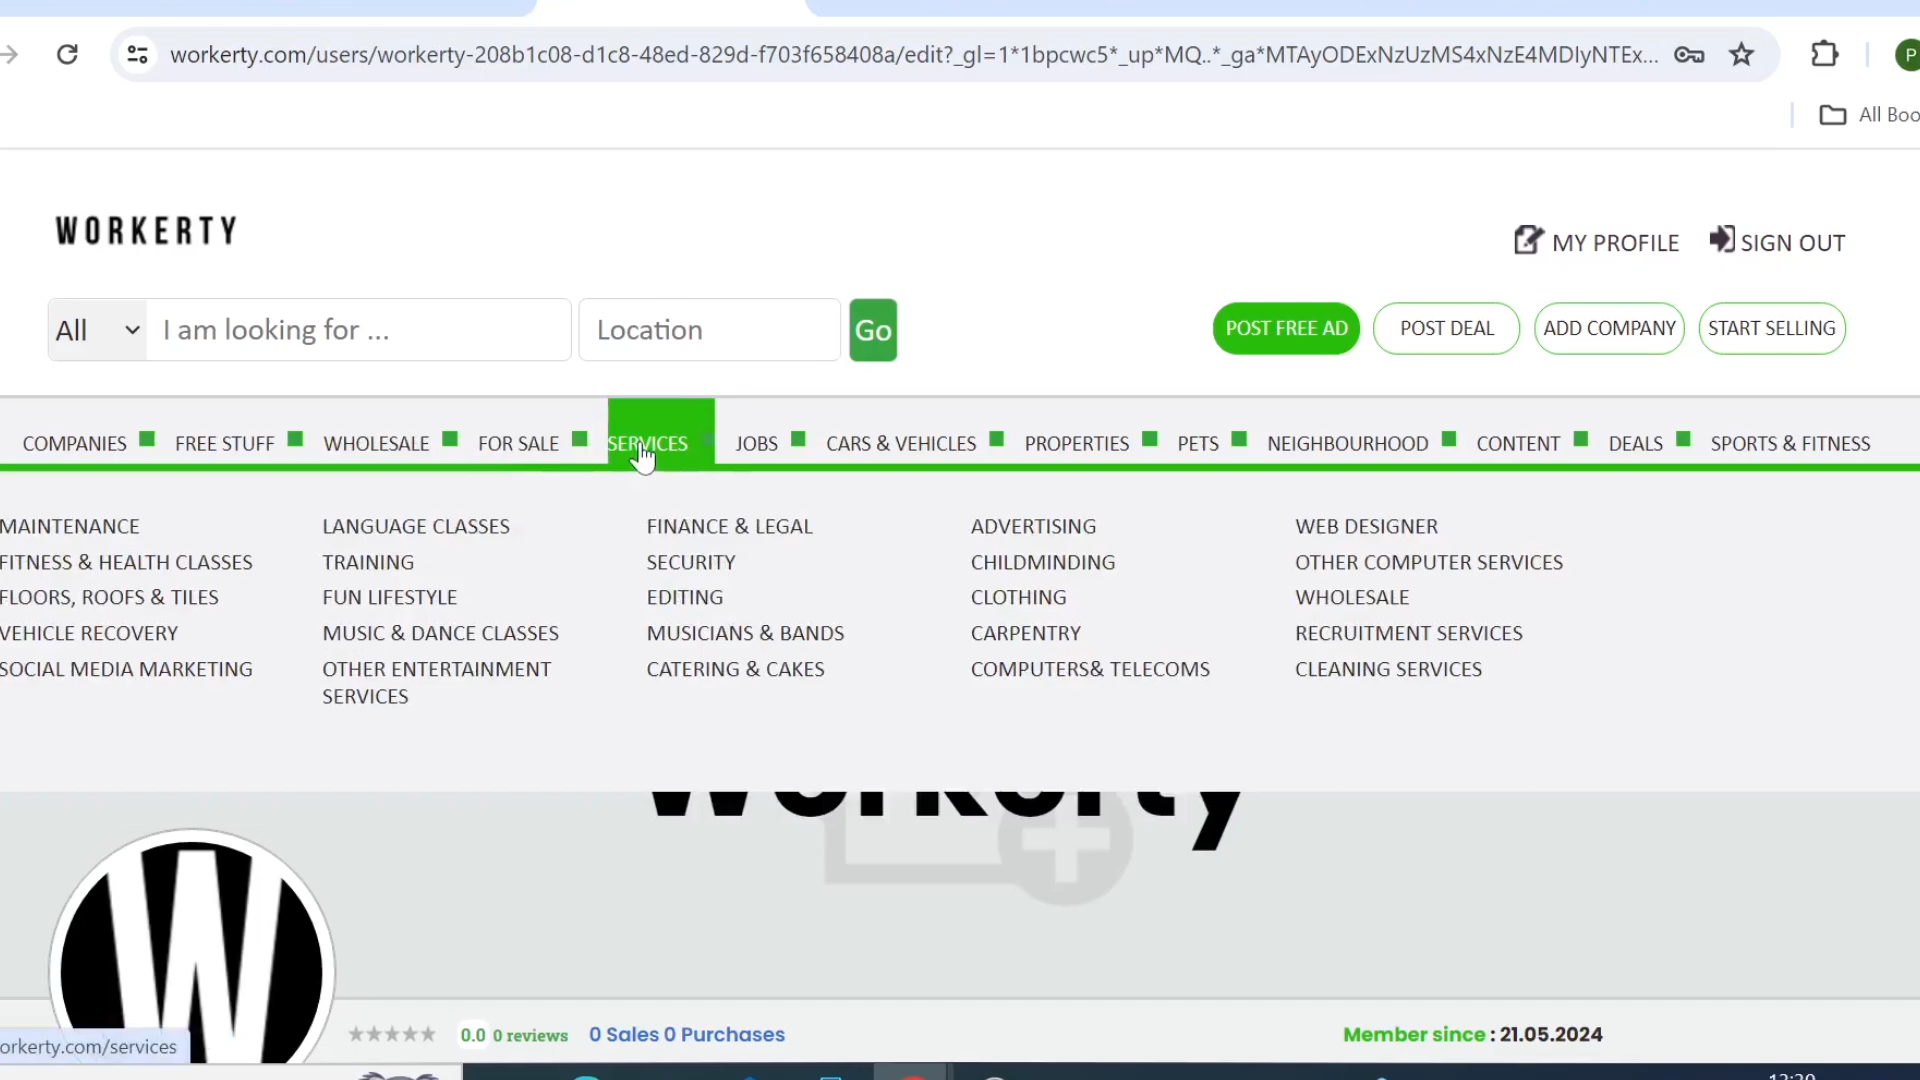 workerty.com/users/workerty-208b1c08-d1c8-48ed-829d-f703f658408a/edit?_gl=1*1bpcwc5*_up*MQ..*_ga*MTAyODExNzUzMS4xNzE4MDIyNTEx...
P
All Boo
WORKERTY
MY PROFILE SIGN OUT
All I am looking for ... Location Go POST FREE AD POST DEAL ADD COMPANY START SELLING
COMPANIES FREE STUFF WHOLESALE FOR SALE SERVICES JOBS CARS & VEHICLES PROPERTIES PETS NEIGHBOURHOOD CONTENT DEALS SPORTS & FITNESS
MAINTENANCE LANGUAGE CLASSES FINANCE & LEGAL ADVERTISING WEB DESIGNER
FITNESS & HEALTH CLASSES TRAINING SECURITY CHILDMINDING OTHER COMPUTER SERVICES
FLOORS, ROOFS & TILES FUN LIFESTYLE EDITING CLOTHING WHOLESALE
VEHICLE RECOVERY MUSIC & DANCE CLASSES MUSICIANS & BANDS CARPENTRY RECRUITMENT SERVICES
SOCIAL MEDIA MARKETING OTHER ENTERTAINMENT CATERING & CAKES COMPUTERS& TELECOMS CLEANING SERVICES
SERVICES
Workerty
W
0.0 0 reviews 0 Sales 0 Purchases Member since : 21.05.2024
orkerty.com/services